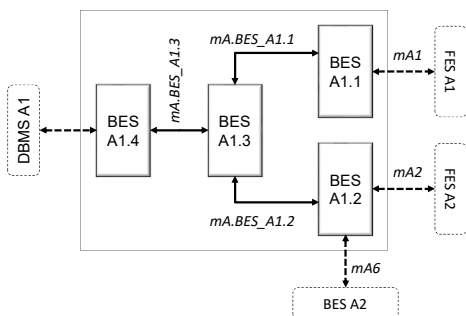 mA.BES_A1.3
mA.BES_A1.1
BES
A1.1
mA1
FES A1
DBMS A1
BES
A1.4
BES
A1.3
BES
A1.2
mA2
FES A2
mA.BES_A1.2
mA6
BES A2